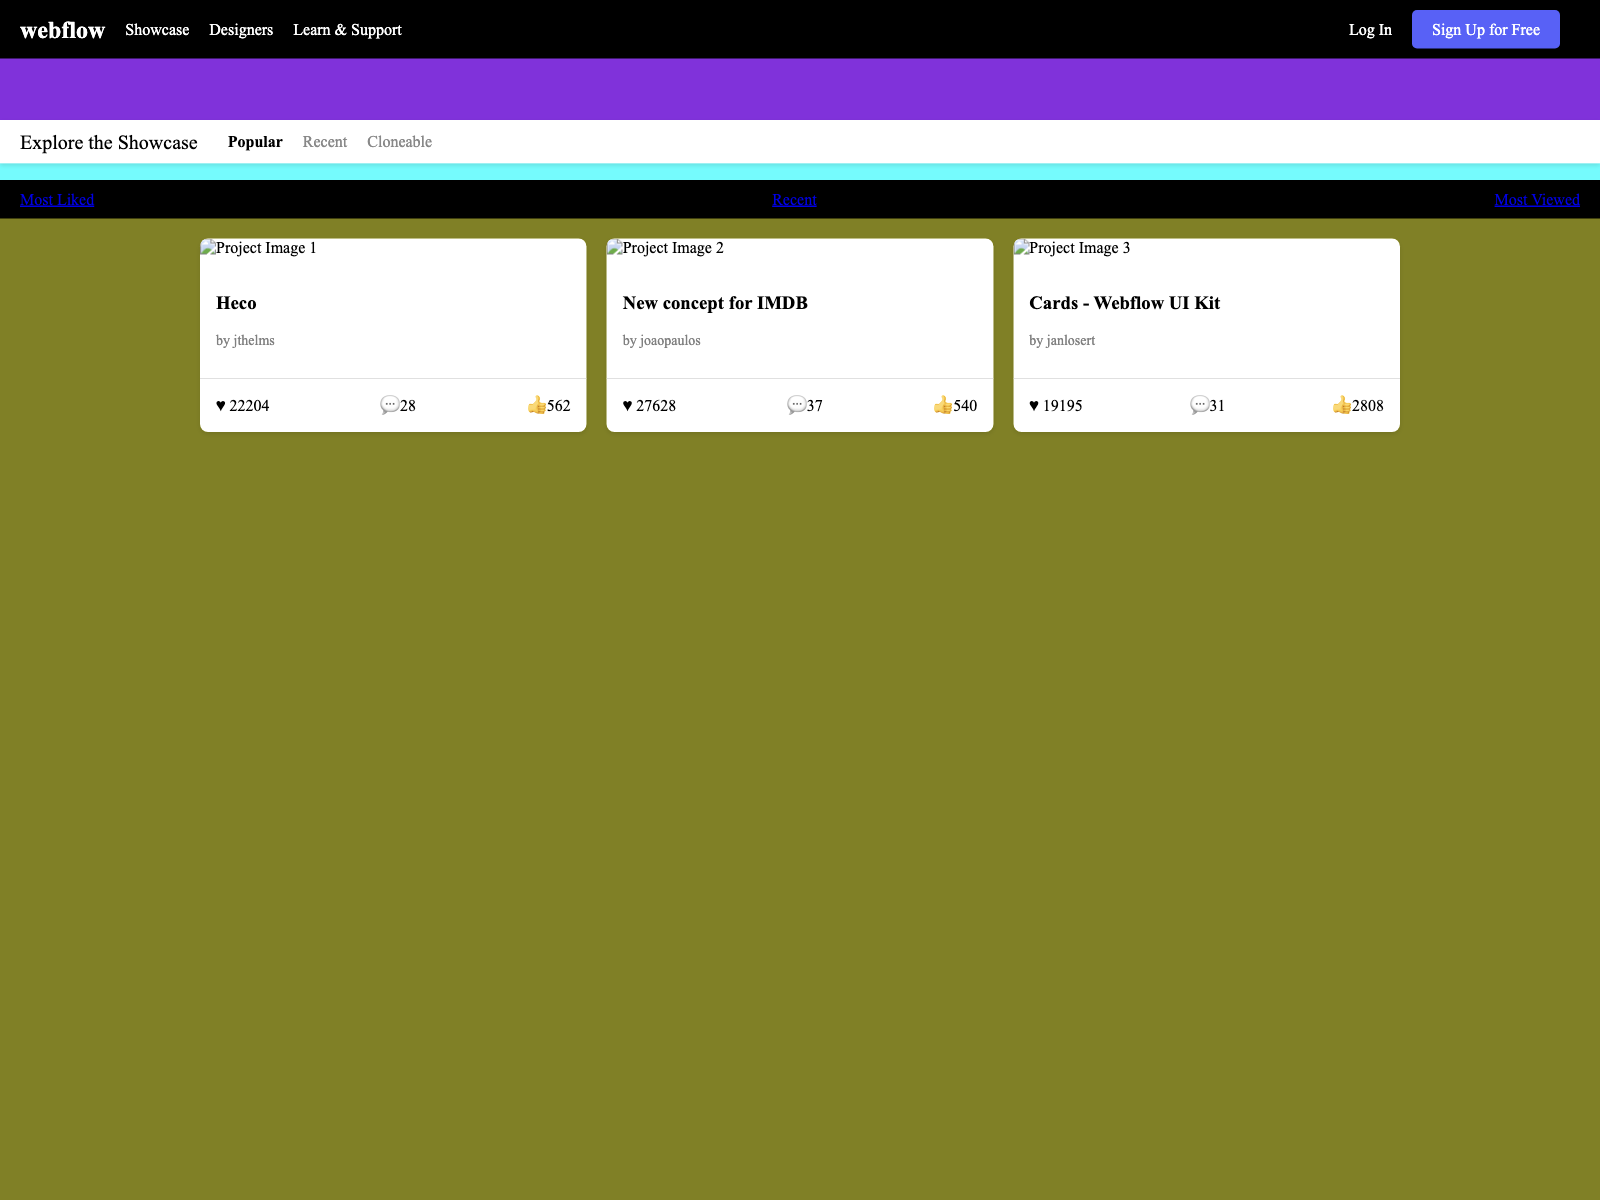 webflow Showcase Designers Learn & Support Log In Sign Up for Free
Explore the Showcase Popular Recent Cloneable
Most Liked Recent Most Viewed
Project Image 1 Project Image 2 Project Image 3
Heco New concept for IMDB Cards - Webflow UI Kit
by jthelms by joaopaulos by janlosert
♥ 22204 💬28 👍562 ♥ 27628 💬37 👍540 ♥ 19195 💬31 👍2808